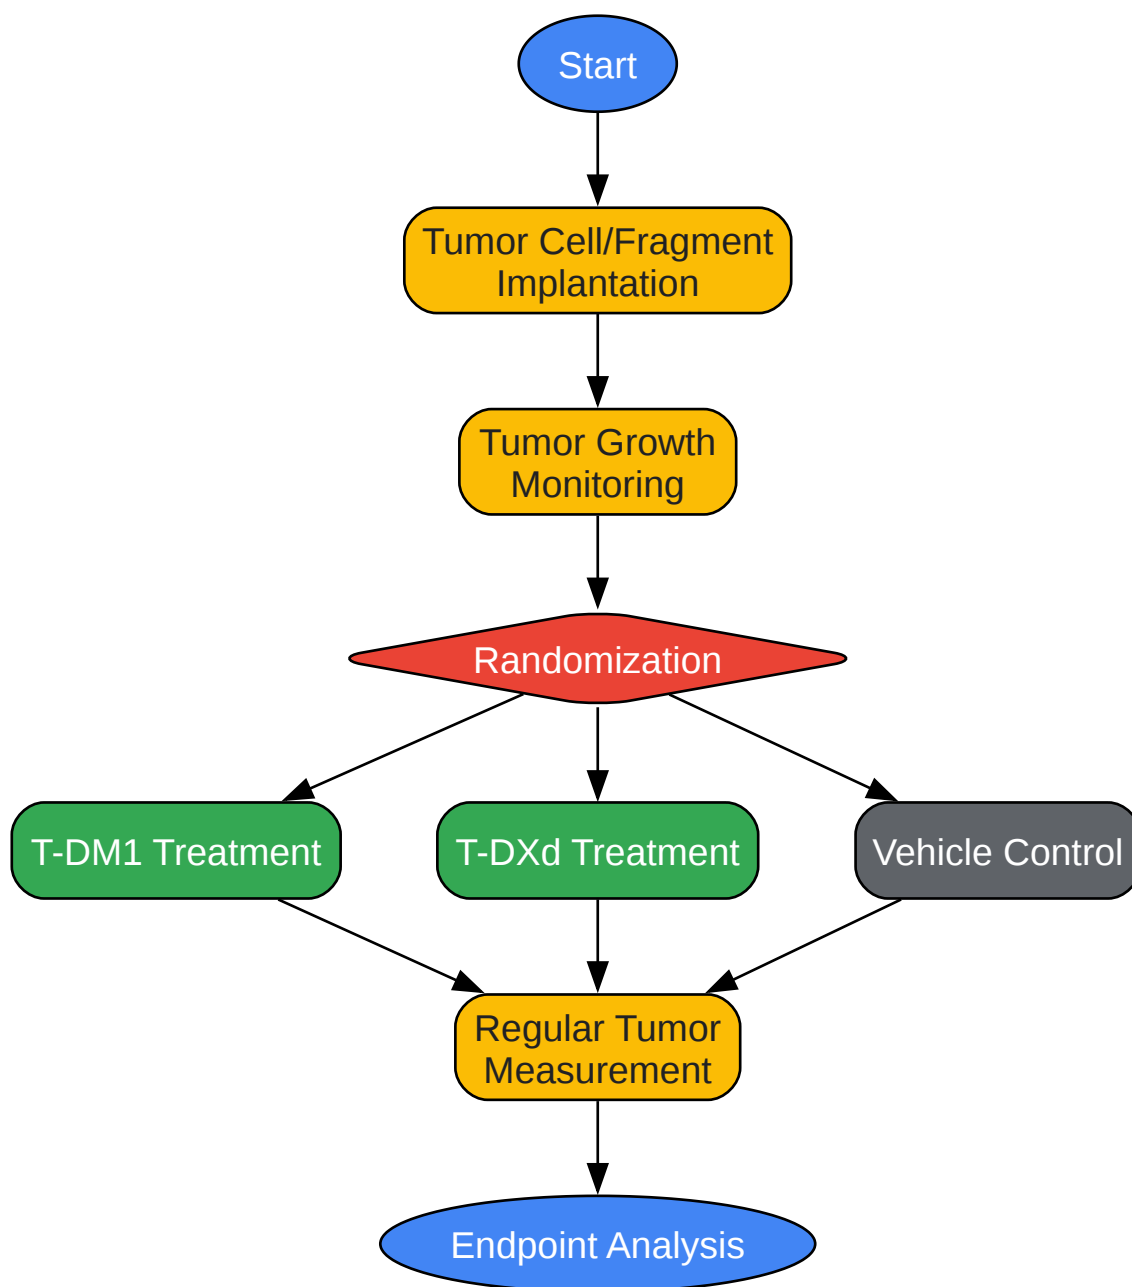 Start
Tumor Cell/Fragment
Implantation
Tumor Growth
Monitoring
Randomization
T-DM1 Treatment
T-DXd Treatment
Vehicle Control
Regular Tumor
Measurement
Endpoint Analysis